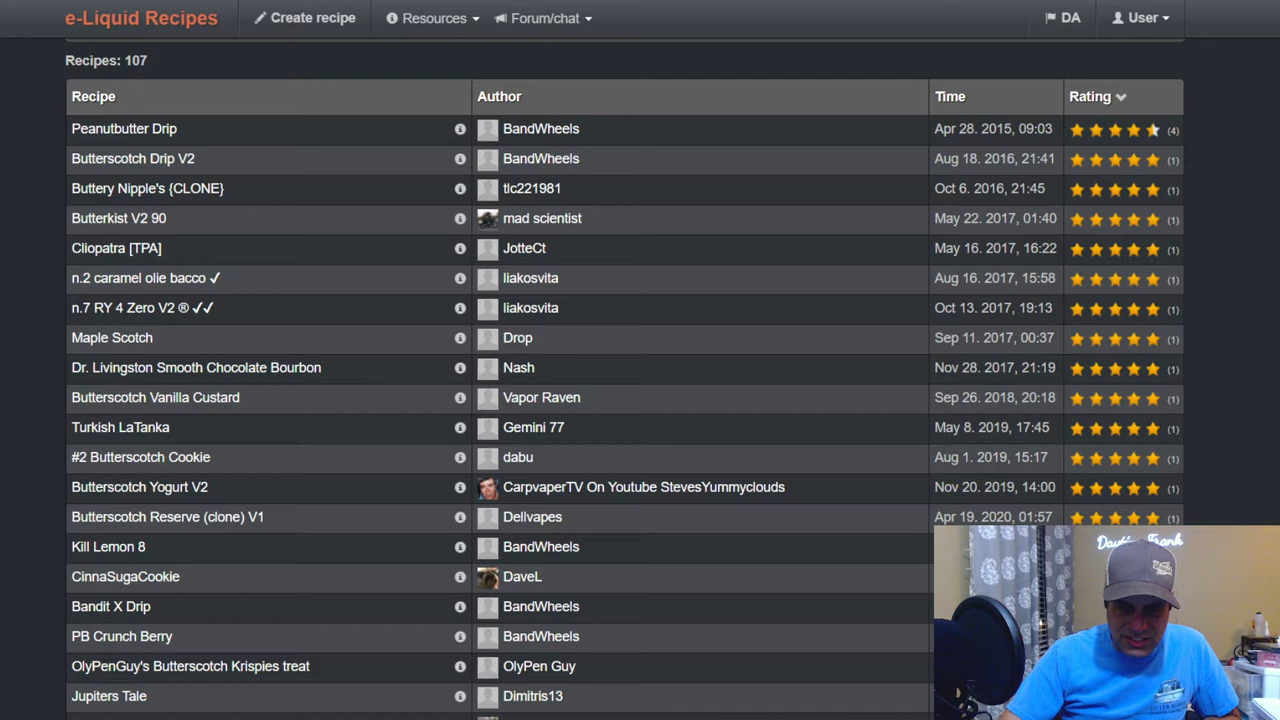 e-Liquid Recipes Create recipe Resources Forum/chat DA User
Recipes: 107
Recipe Author Time Rating
Peanutbutter Drip BandWheels Apr 28. 2015, 09:03 (4)
Butterscotch Drip V2 BandWheels Aug 18. 2016, 21:41 (1)
Buttery Nipple's {CLONE} tlc221981 Oct 6. 2016, 21:45 (1)
Butterkist V2 90 mad scientist May 22. 2017, 01:40 (1)
Cliopatra [TPA] JotteCt May 16. 2017, 16:22 (1)
n.2 caramel olie bacco ✓ liakosvita Aug 16. 2017, 15:58 (1)
n.7 RY 4 Zero V2 ® ✓✓ liakosvita Oct 13. 2017, 19:13 (1)
Maple Scotch Drop Sep 11. 2017, 00:37 (1)
Dr. Livingston Smooth Chocolate Bourbon Nash Nov 28. 2017, 21:19 (1)
Butterscotch Vanilla Custard Vapor Raven Sep 26. 2018, 20:18 (1)
Turkish LaTanka Gemini 77 May 8. 2019, 17:45 (1)
#2 Butterscotch Cookie dabu Aug 1. 2019, 15:17 (1)
Butterscotch Yogurt V2 CarpvaperTV On Youtube StevesYummyclouds Nov 20. 2019, 14:00 (1)
Butterscotch Reserve (clone) V1 Dellvapes Apr 19. 2020, 01:57 (1)
Kill Lemon 8 BandWheels
CinnaSugaCookie DaveL
Bandit X Drip BandWheels
PB Crunch Berry BandWheels
OlyPenGuy's Butterscotch Krispies treat OlyPen Guy
Jupiters Tale Dimitris13